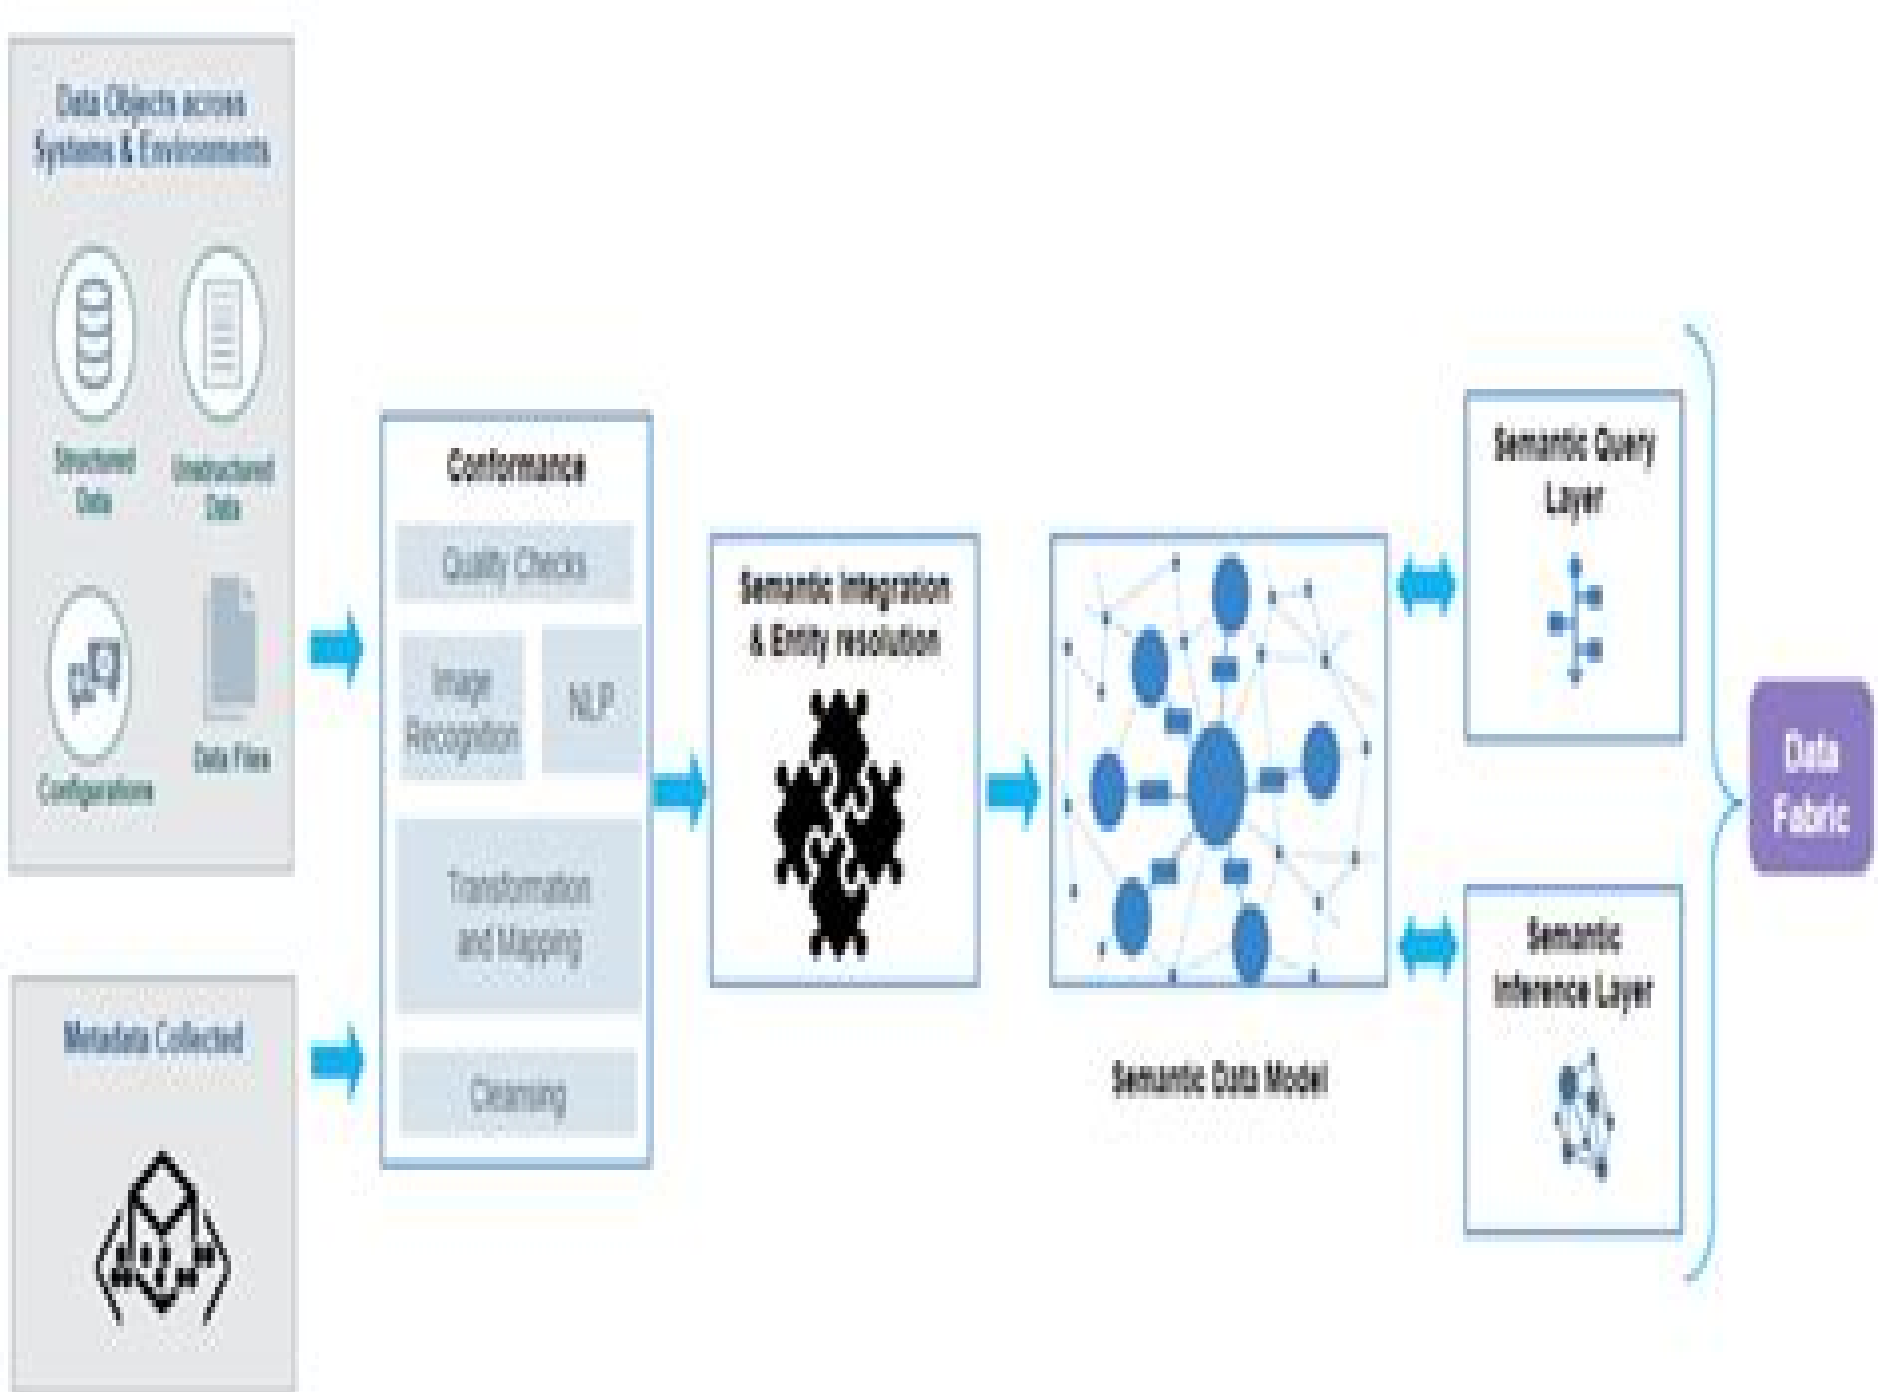 Data Objects across
Systems & Environments
Structured
Data
Unstructured
Data
Configurations
Data Files
Metadata Collected
Conformance
Quality Checks
Image
Recognition
NLP
Transformation
and Mapping
Cleansing
Semantic Integration
& Entity resolution
Semantic Data Model
Semantic Query
Layer
Semantic
Inference Layer
Data
Fabric